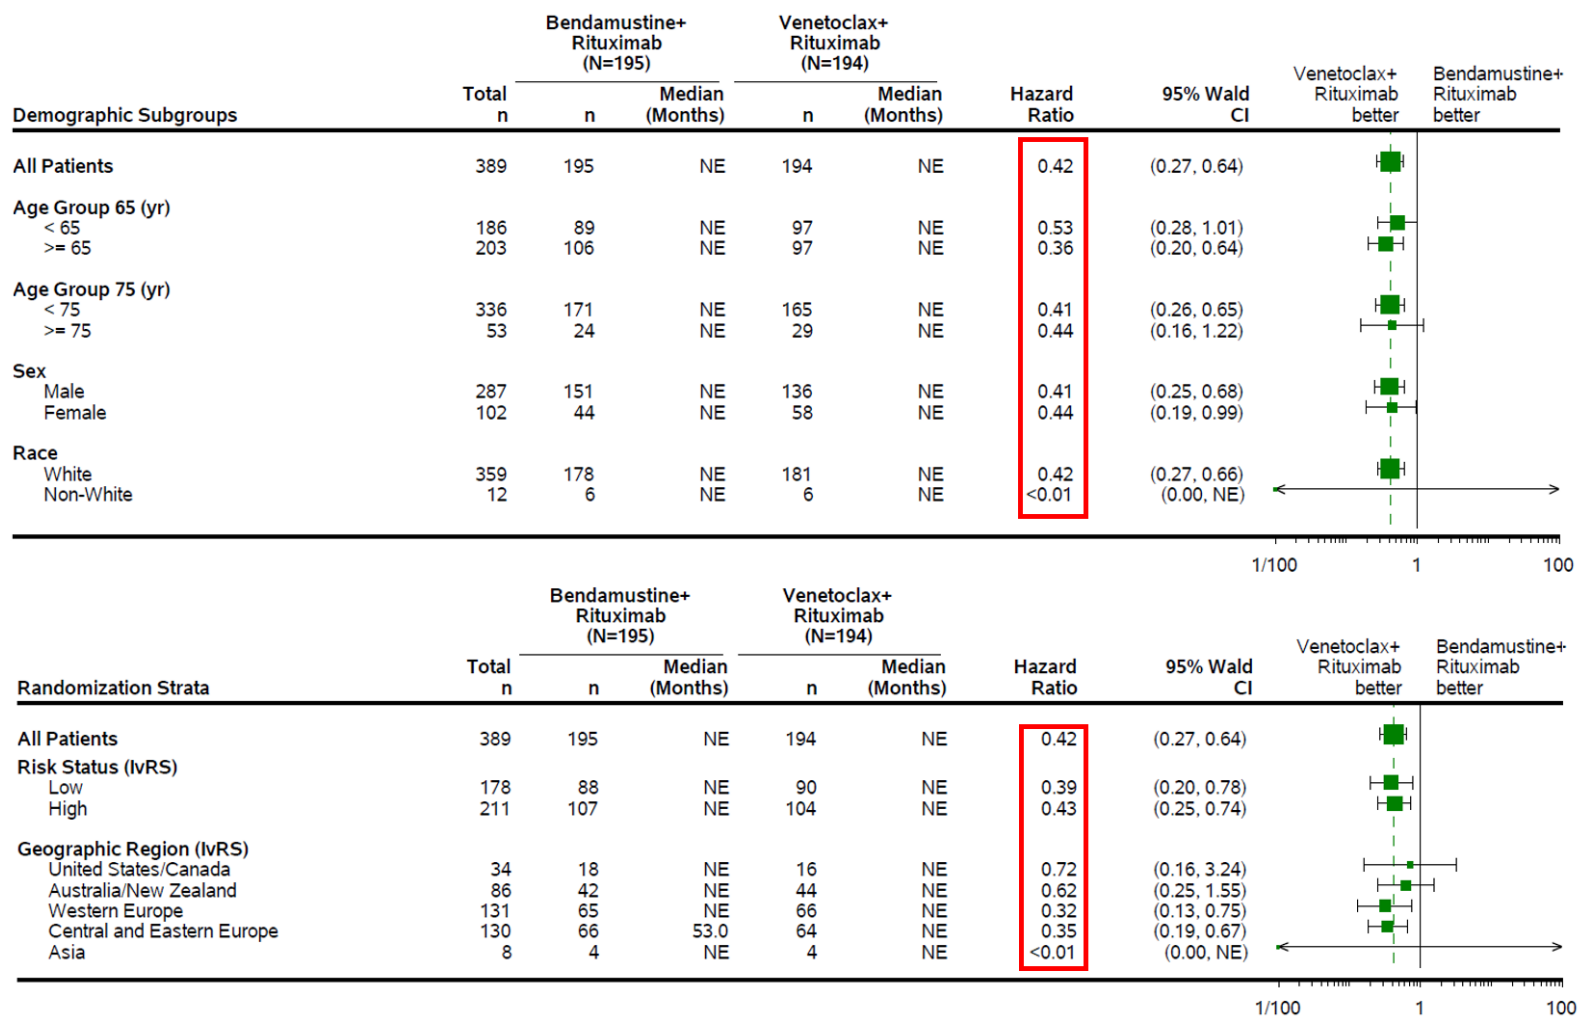 Bendamustine+ Venetoclax+
Rituximab Rituximab
(N=195) (N=194)
Venetoclax+ Bendamustine+
Total Median Median Hazard 95% Wald Rituximab Rituximab
Demographic Subgroups n n (Months) n (Months) Ratio CI better better
All Patients 389 195 NE 194 NE 0.42 (0.27, 0.64)
Age Group 65 (yr)
< 65 186 89 NE 97 NE 0.53 (0.28, 1.01)
>= 65 203 106 NE 97 NE 0.36 (0.20, 0.64)
Age Group 75 (yr)
< 75 336 171 NE 165 NE 0.41 (0.26, 0.65)
>= 75 53 24 NE 29 NE 0.44 (0.16, 1.22)
Sex
Male 287 151 NE 136 NE 0.41 (0.25, 0.68)
Female 102 44 NE 58 NE 0.44 (0.19, 0.99)
Race
White 359 178 NE 181 NE 0.42 (0.27, 0.66)
Non-White 12 6 NE 6 NE <0.01 (0.00, NE)
1/100 1 100
Bendamustine+ Venetoclax+
Rituximab Rituximab
(N=195) (N=194)
Venetoclax+ Bendamustine+
Total Median Median Hazard 95% Wald Rituximab Rituximab
Randomization Strata n n (Months) n (Months) Ratio CI better better
All Patients 389 195 NE 194 NE 0.42 (0.27, 0.64)
Risk Status (IvRS)
Low 178 88 NE 90 NE 0.39 (0.20, 0.78)
High 211 107 NE 104 NE 0.43 (0.25, 0.74)
Geographic Region (IvRS)
United States/Canada 34 18 NE 16 NE 0.72 (0.16, 3.24)
Australia/New Zealand 86 42 NE 44 NE 0.62 (0.25, 1.55)
Western Europe 131 65 NE 66 NE 0.32 (0.13, 0.75)
Central and Eastern Europe 130 66 53.0 64 NE 0.35 (0.19, 0.67)
Asia 8 4 NE 4 NE <0.01 (0.00, NE)
1/100 1 100